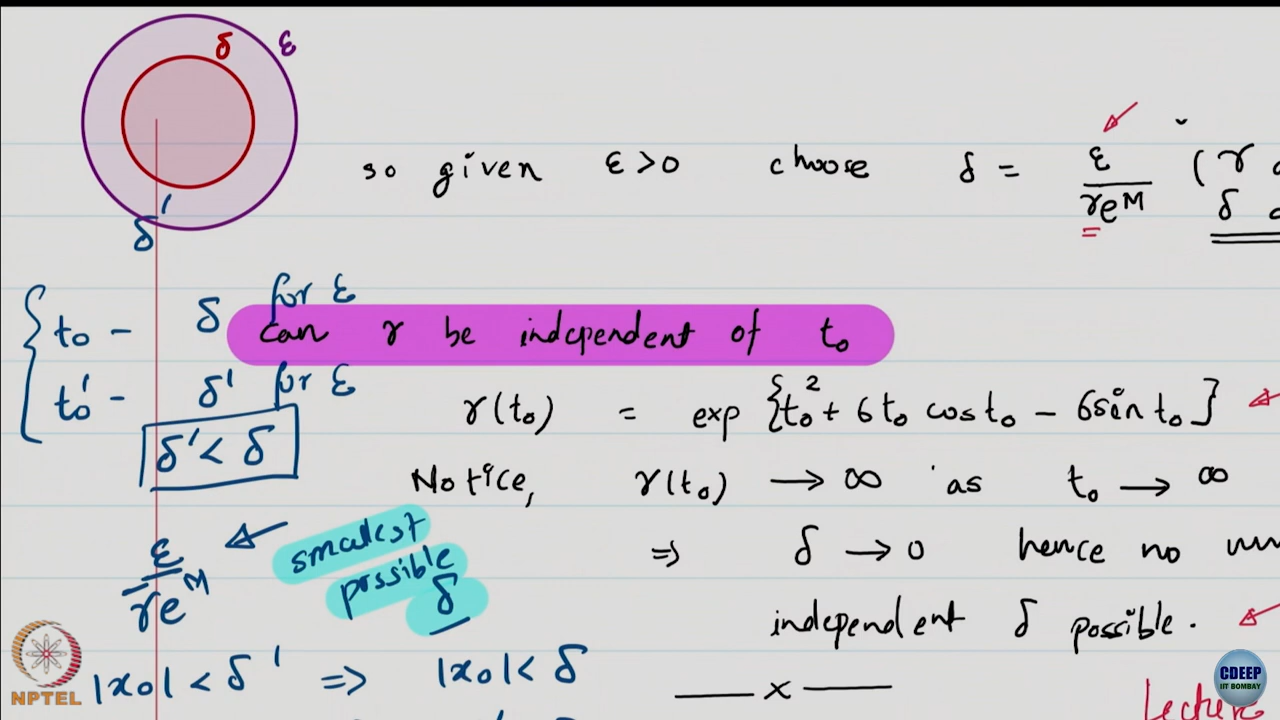 δ ε
δ'
so given ε>0 choose δ = ε / γe^M (γ
δ
t₀ - δ for ε
can γ be independent of t₀
t₀' - δ' for ε
δ' < δ
γ(t₀) = exp {t₀² + 6t₀ cos t₀ - 6 sin t₀}
Notice, γ(t₀) → ∞ as t₀ → ∞
ε / γe^M
smallest possible δ
⇒ δ → 0 hence no
independent δ possible.
|x₀| < δ' ⇒ |x₀| < δ
—— x ——
Lecture
NPTEL
CDEEP
IIT BOMBAY